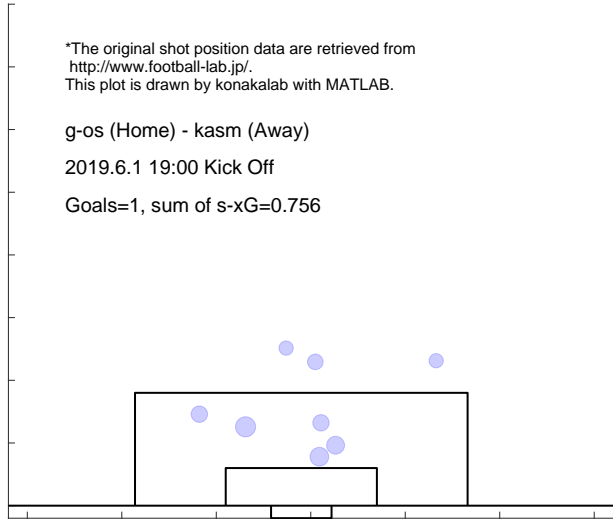 *The original shot position data are retrieved from
http://www.football-lab.jp/.
This plot is drawn by konakalab with MATLAB.
g-os (Home) - kasm (Away)
2019.6.1 19:00 Kick Off
Goals=1, sum of s-xG=0.756